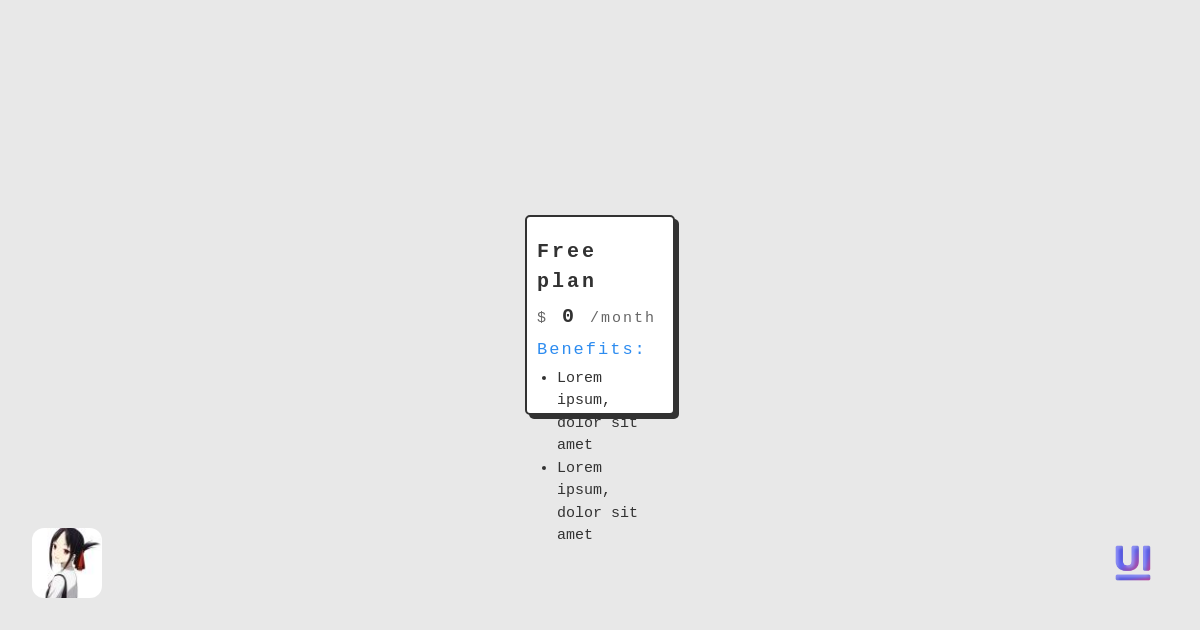 Free
plan
$ 0 /month
Benefits:
• Lorem
ipsum,
dolor sit
amet
• Lorem
ipsum,
dolor sit
amet
UI